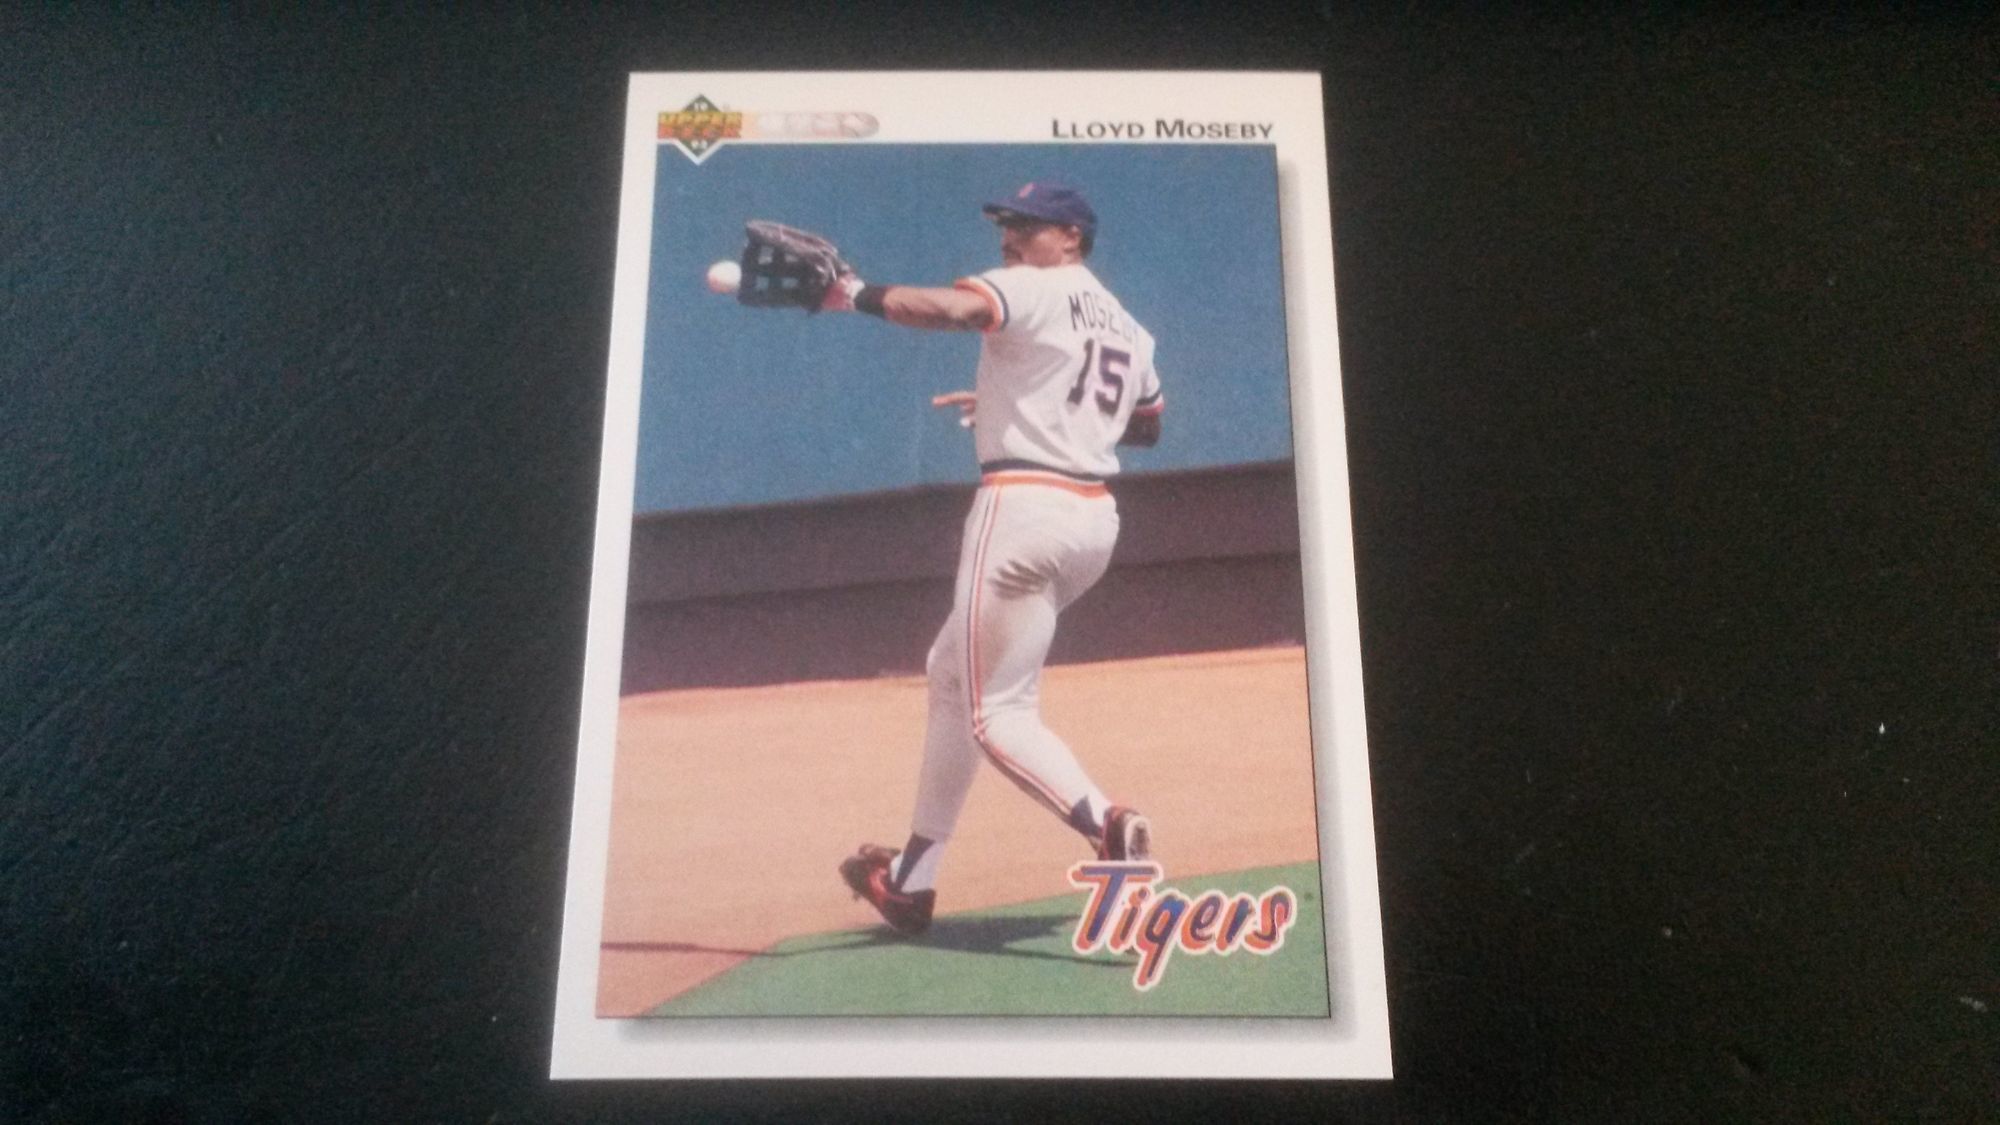 UPPER
DECK
LLOYD MOSEBY
MOSEBY
15
Tigers